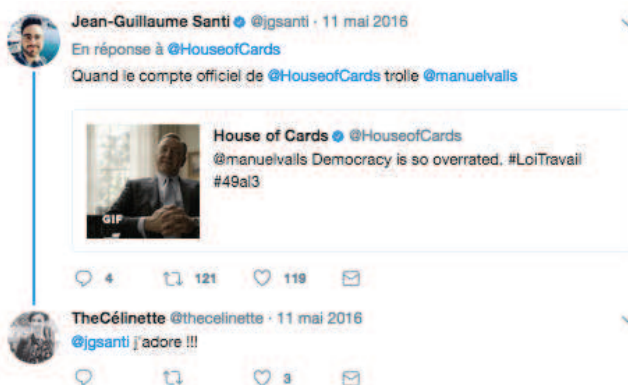 Jean-Guillaume Santi @jgsanti · 11 mai 2016
En réponse à @HouseofCards
Quand le compte officiel de @HouseofCards trolle @manuelvalls
House of Cards @HouseofCards
@manuelvalls Democracy is so overrated. #LoiTravail
#49al3
GIF
4 121 119
TheCélinette @thecelinette · 11 mai 2016
@jgsanti j'adore !!!
3